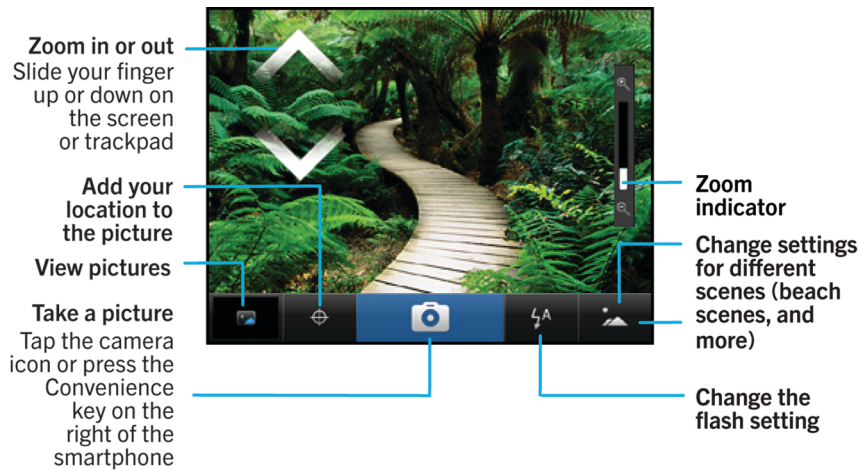 Zoom in or out
Slide your finger
up or down on
the screen
or trackpad
Add your
location to
the picture
View pictures
Take a picture
Tap the camera
icon or press the
Convenience
key on the
right of the
smartphone
A
Zoom
indicator
Change settings
for different
scenes (beach
scenes, and
more)
Change the
flash setting